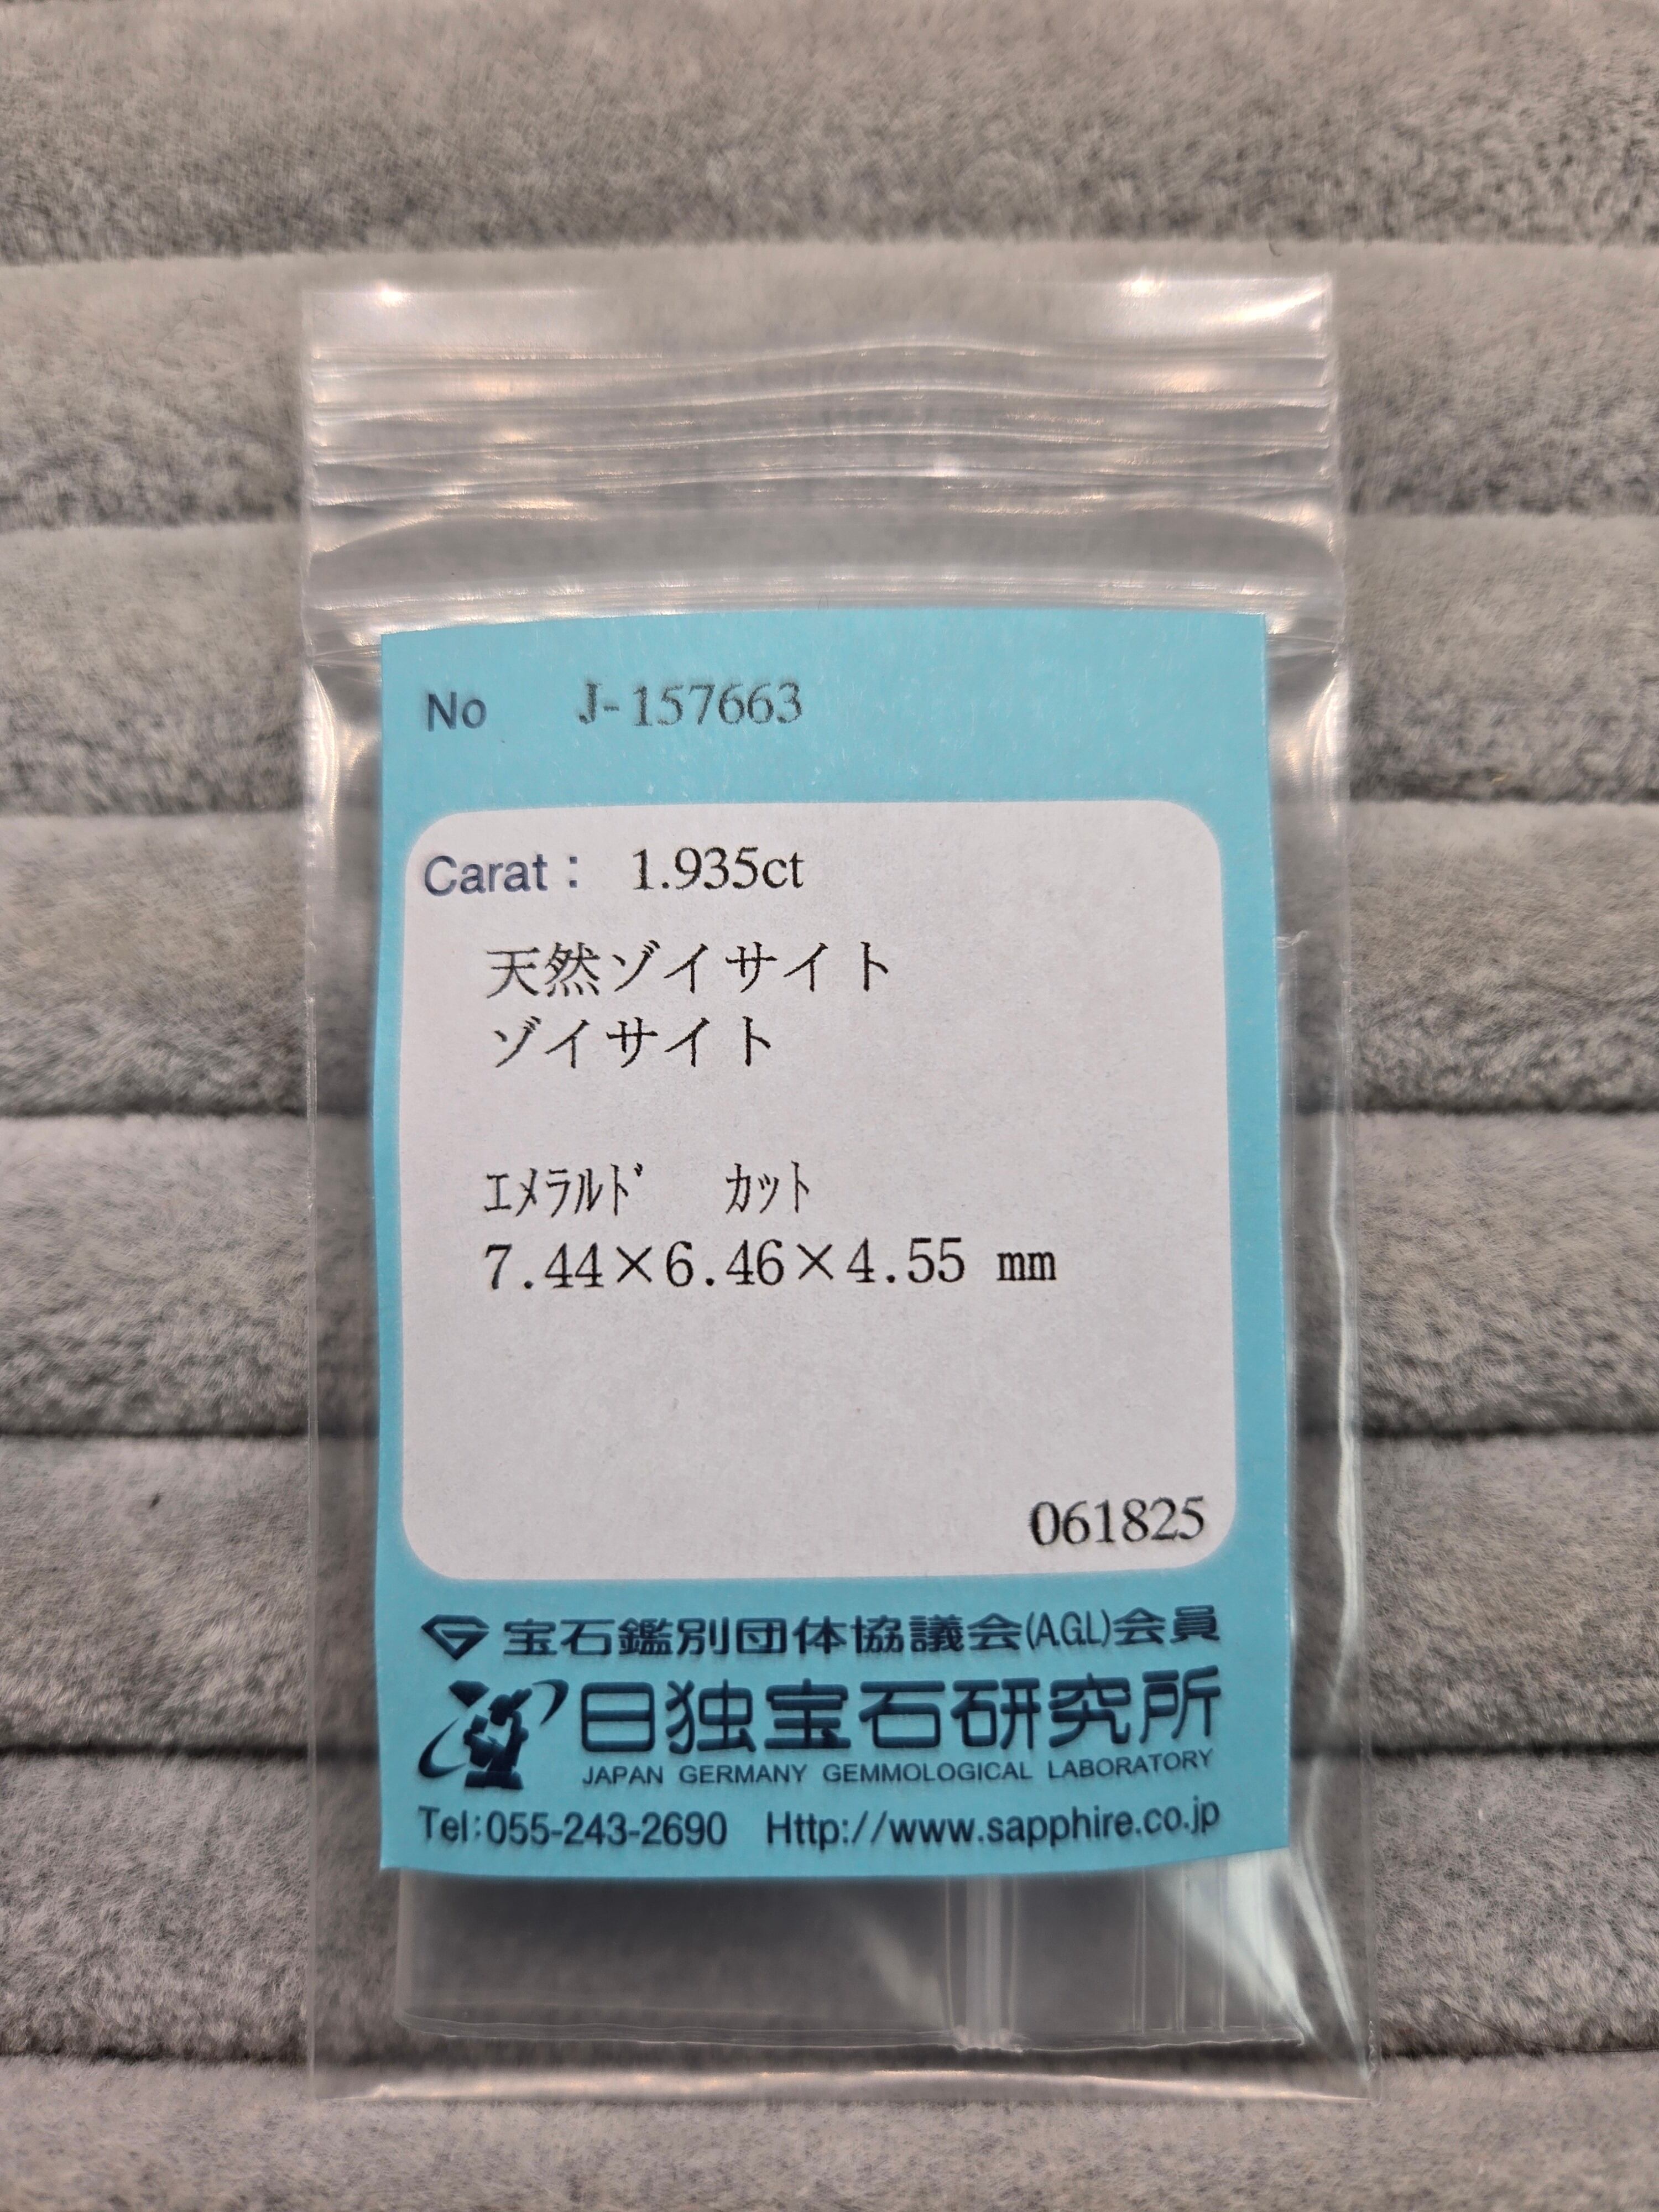 No J-157663
Carat： 1.935ct
天然ゾイサイト
ゾイサイト
ｴﾒﾗﾙﾄﾞ ｶｯﾄ
7.44×6.46×4.55 mm
061825
宝石鑑別団体協議会(AGL)会員
日独宝石研究所
JAPAN GERMANY GEMMOLOGICAL LABORATORY
Tel:055-243-2690 Http://www.sapphire.co.jp